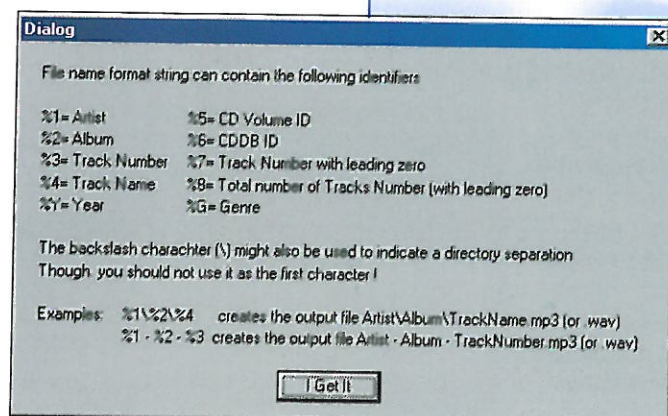 Dialog
File name format string can contain the following identifiers
%1= Artist %5= CD Volume ID
%2= Album %6= CDDB ID
%3= Track Number %7= Track Number with leading zero
%4= Track Name %8= Total number of Tracks Number (with leading zero)
%Y= Year %G= Genre
The backslash charachter (\) might also be used to indicate a directory separation
Though you should not use it as the first character !
Examples: %1\%2\%4 creates the output file Artist\Album\TrackName.mp3 (or .wav)
%1 - %2 - %3 creates the output file Artist - Album - TrackNumber.mp3 (or .wav)
I Get It